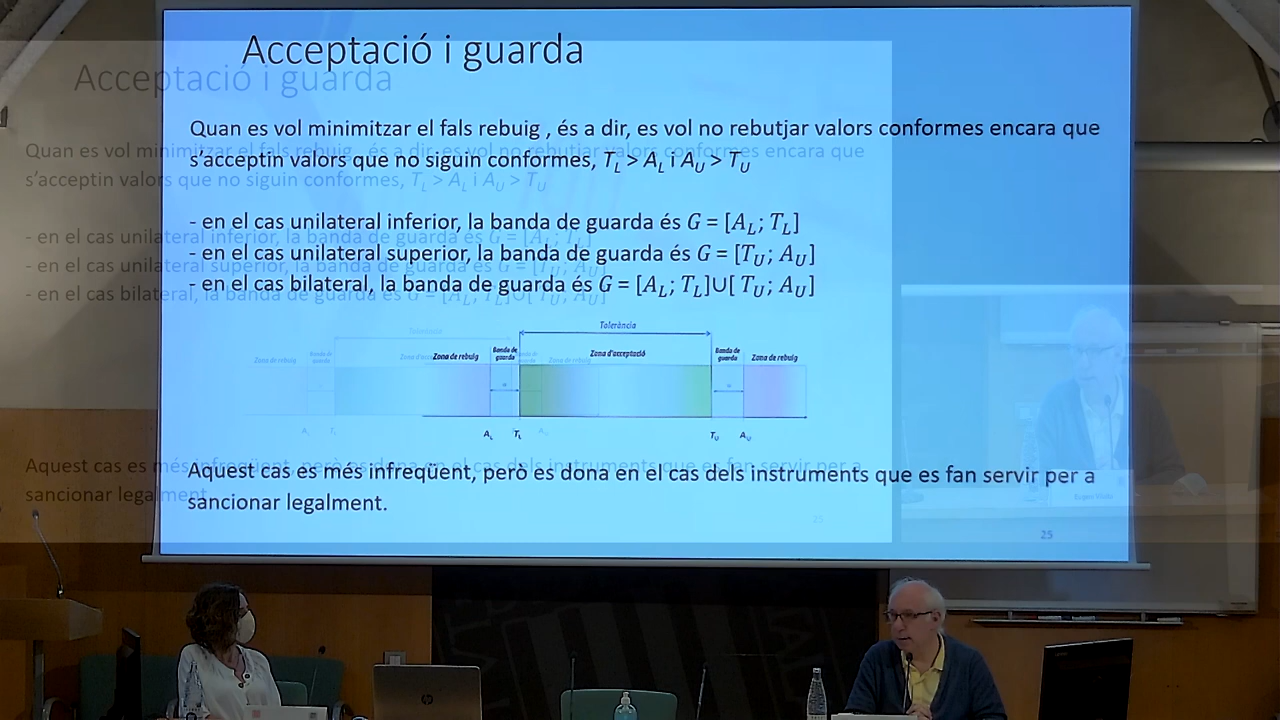 Acceptació i guarda
Quan es vol minimitzar el fals rebuig , és a dir, es vol no rebutjar valors conformes encara que
s'acceptin valors que no siguin conformes, T_L > A_L i A_U > T_U
- en el cas unilateral inferior, la banda de guarda és G = [A_L; T_L]
- en el cas unilateral superior, la banda de guarda és G = [T_U; A_U]
- en el cas bilateral, la banda de guarda és G = [A_L; T_L]∪[ T_U; A_U]
Tolerància
Zona de rebuig Banda de guarda Zona d'acceptació Banda de guarda Zona de rebuig
A_L T_L T_U A_U
Aquest cas es més infreqüent, però es dona en el cas dels instruments que es fan servir per a
sancionar legalment.
25
hp